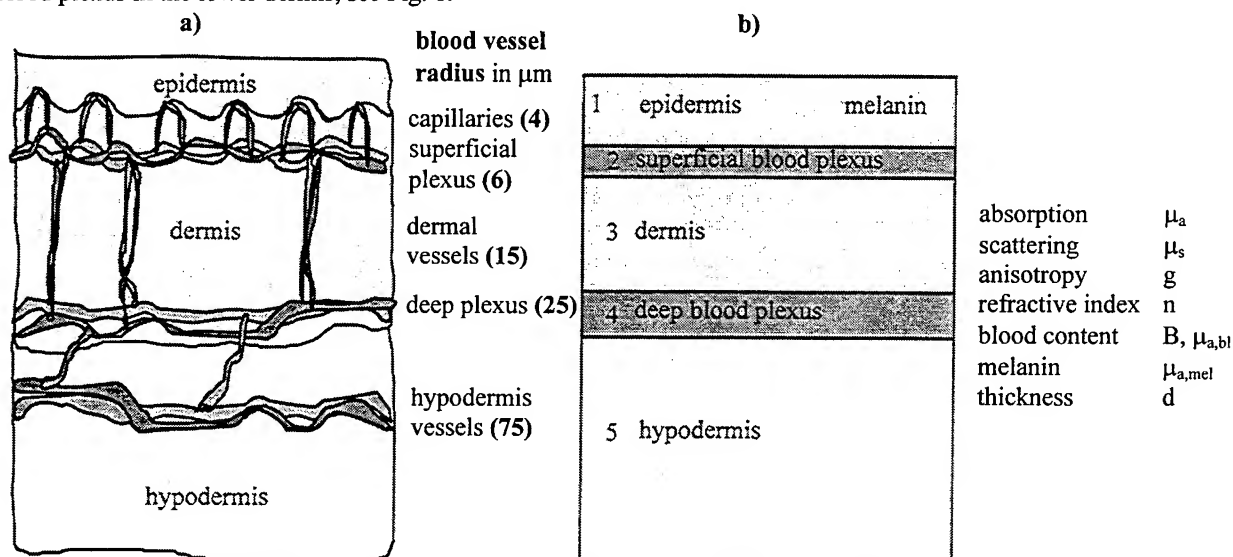 a)
blood vessel
radius in μm
epidermis
capillaries (4)
superficial
plexus (6)
dermis
dermal
vessels (15)
deep plexus (25)
hypodermis
vessels (75)
hypodermis
b)
1 epidermis melanin
2 superficial blood plexus
3 dermis
4 deep blood plexus
5 hypodermis
absorption μa
scattering μs
anisotropy g
refractive index n
blood content B, μa,bl
melanin μa,mel
thickness d